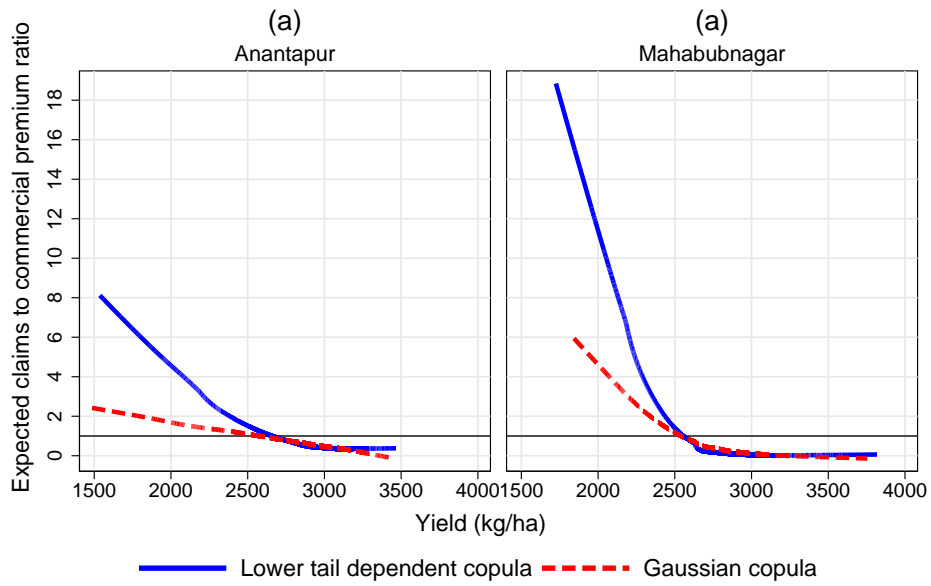 (a) (a)
Anantapur Mahabubnagar
Expected claims to commercial premium ratio
18
16
14
12
10
8
6
4
2
0
1500 2000 2500 3000 3500 4000 1500 2000 2500 3000 3500 4000
Yield (kg/ha)
Lower tail dependent copula Gaussian copula